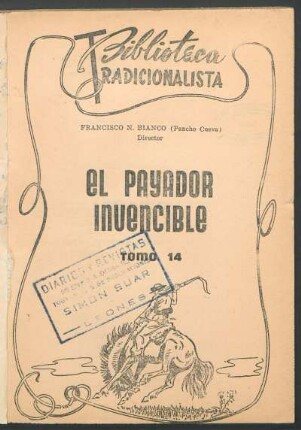 Biblioteca
TRADICIONALISTA
FRANCISCO N. BIANCO (Pancho Cueva)
Director
EL PAYADOR
INVENCIBLE
TOMO 14
DIARIOS Y REVISTAS
SIMON SUAR
LEONES